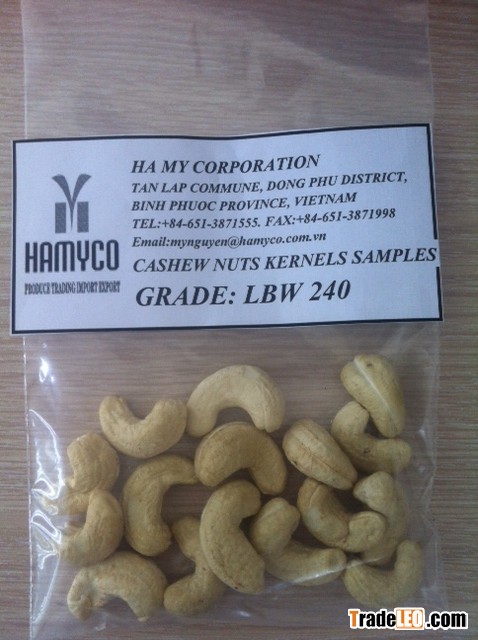 HA MY CORPORATION
TAN LAP COMMUNE, DONG PHU DISTRICT,
BINH PHUOC PROVINCE, VIETNAM
TEL:+84-651-3871555. FAX:+84-651-3871998
Email:mynguyen@hamyco.com.vn
CASHEW NUTS KERNELS SAMPLES
GRADE: LBW 240
HAMYCO
PRODUCE TRADING IMPORT EXPORT
TradeLEO.com